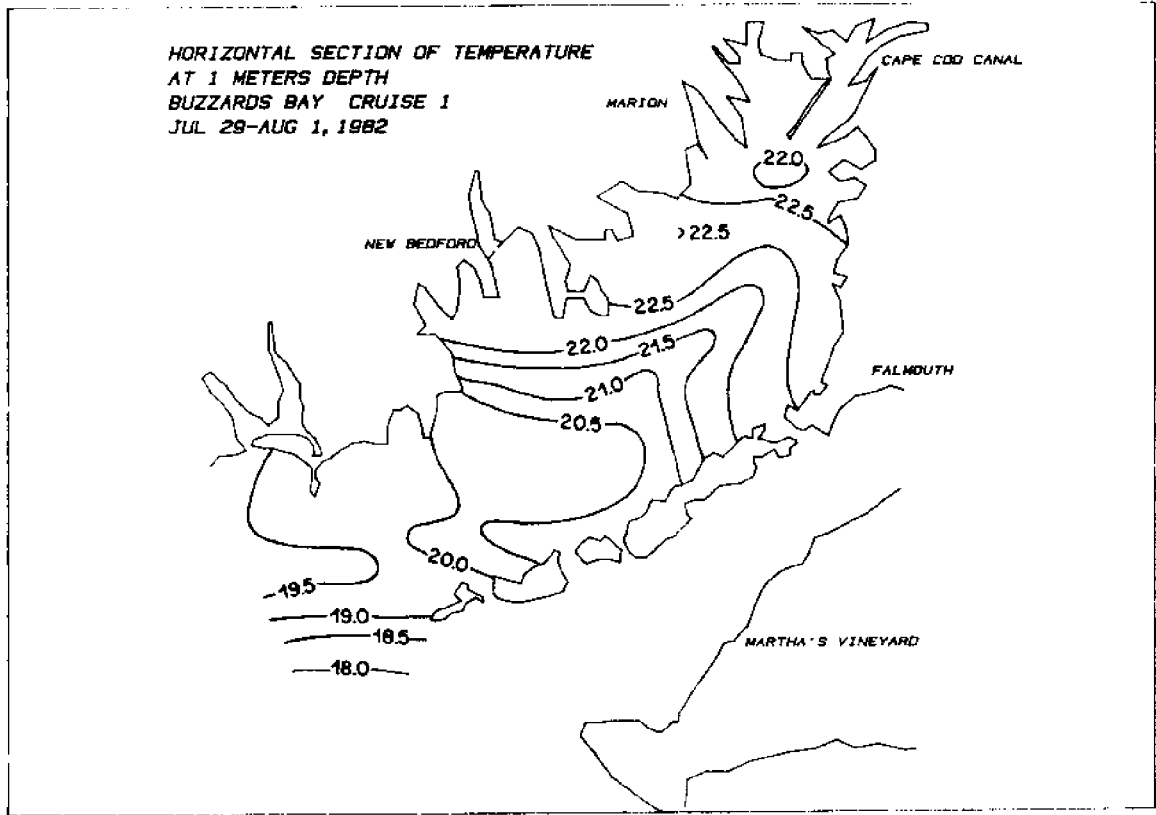 HORIZONTAL SECTION OF TEMPERATURE
AT 1 METERS DEPTH
BUZZARDS BAY CRUISE 1
JUL 29-AUG 1, 1982
CAPE COD CANAL
MARION
22.0
22.5
22.5
NEW BEDFORD
22.5
22.0
21.5
21.0
FALMOUTH
20.5
20.0
19.5
19.0
18.5
18.0
MARTHA'S VINEYARD